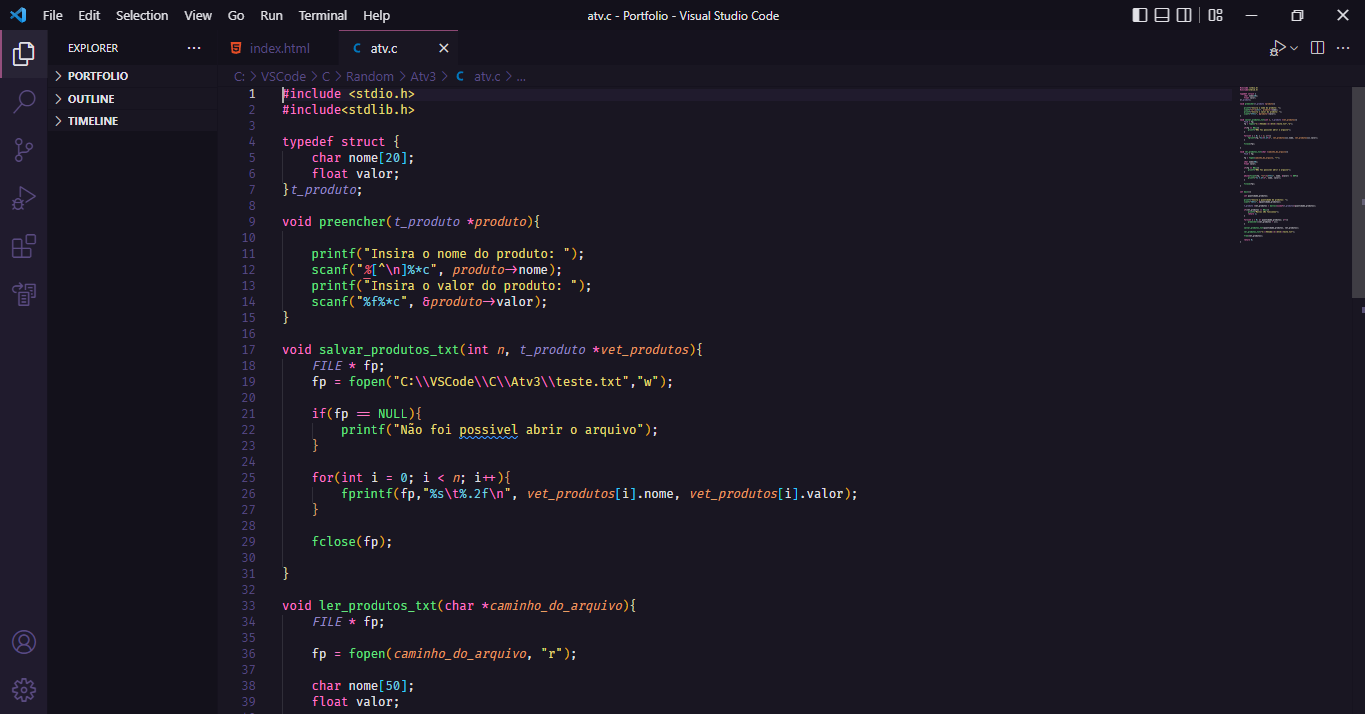 File Edit Selection View Go Run Terminal Help
atv.c - Portfolio - Visual Studio Code
EXPLORER
index.html
atv.c
PORTFOLIO
OUTLINE
TIMELINE
C: > VSCode > C > Random > Atv3 > C atv.c > ...
1 #include <stdio.h>
2 #include<stdlib.h>
3
4 typedef struct {
5 char nome[20];
6 float valor;
7 }t_produto;
8
9 void preencher(t_produto *produto){
10
11 printf("Insira o nome do produto: ");
12 scanf("%[^\n]%*c", produto->nome);
13 printf("Insira o valor do produto: ");
14 scanf("%f%*c", &produto->valor);
15 }
16
17 void salvar_produtos_txt(int n, t_produto *vet_produtos){
18 FILE * fp;
19 fp = fopen("C:\\VSCode\\C\\Atv3\\teste.txt","w");
20
21 if(fp == NULL){
22 printf("Não foi possivel abrir o arquivo");
23 }
24
25 for(int i = 0; i < n; i++){
26 fprintf(fp,"%s\t%.2f\n", vet_produtos[i].nome, vet_produtos[i].valor);
27 }
28
29 fclose(fp);
30
31 }
32
33 void ler_produtos_txt(char *caminho_do_arquivo){
34 FILE * fp;
35
36 fp = fopen(caminho_do_arquivo, "r");
37
38 char nome[50];
39 float valor;